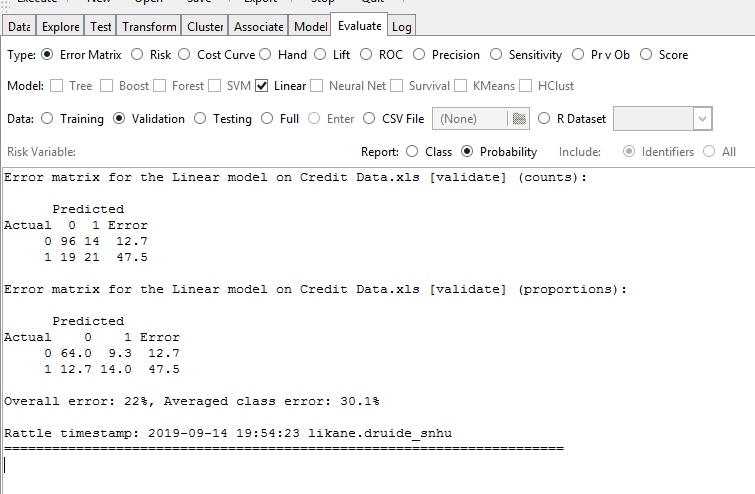 Execute New Open Save Export Stop Quit
Data Explore Test Transform Cluster Associate Model Evaluate Log
Type: Error Matrix Risk Cost Curve Hand Lift ROC Precision Sensitivity Pr v Ob Score
Model: Tree Boost Forest SVM Linear Neural Net Survival KMeans HClust
Data: Training Validation Testing Full Enter CSV File (None) R Dataset
Risk Variable: Report: Class Probability Include: Identifiers All
Error matrix for the Linear model on Credit Data.xls [validate] (counts):
Predicted
Actual 0 1 Error
0 96 14 12.7
1 19 21 47.5
Error matrix for the Linear model on Credit Data.xls [validate] (proportions):
Predicted
Actual 0 1 Error
0 64.0 9.3 12.7
1 12.7 14.0 47.5
Overall error: 22%, Averaged class error: 30.1%
Rattle timestamp: 2019-09-14 19:54:23 likane.druide_snhu
======================================================================